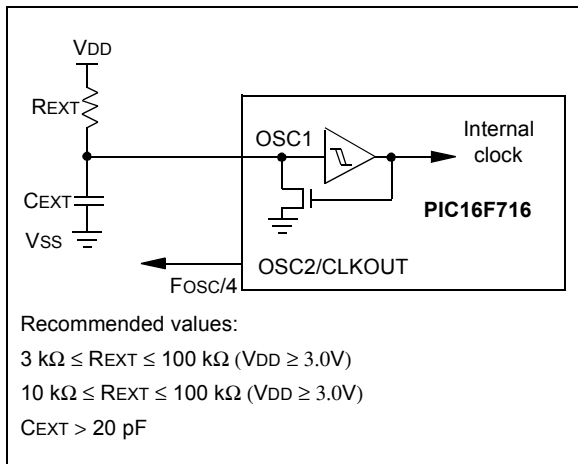 VDD
REXT
OSC1
Internal
clock
CEXT
PIC16F716
VSS
OSC2/CLKOUT
FOSC/4
Recommended values:
3 kΩ ≤ REXT ≤ 100 kΩ (VDD ≥ 3.0V)
10 kΩ ≤ REXT ≤ 100 kΩ (VDD ≥ 3.0V)
CEXT > 20 pF